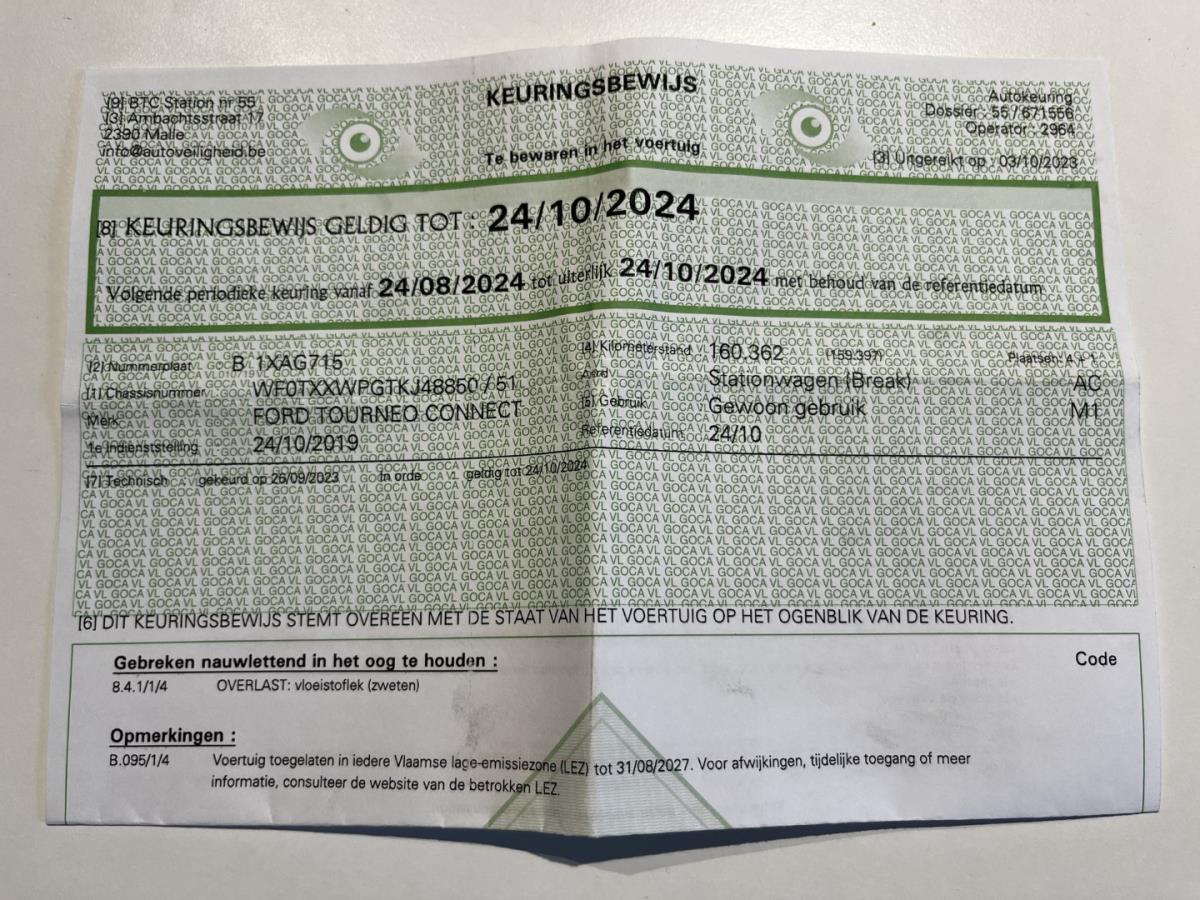 KEURINGSBEWIJS
[9] BTC Station nr 55
[3] Ambachtsstraat 17
2390 Malle
info@autoveiligheid.be
Te bewaren in het voertuig
Autokeuring
Dossier : 55 / 671556
Operator : 2964
[3] Uitgereikt op : 03/10/2023
[8] KEURINGSBEWIJS GELDIG TOT : 24/10/2024
Volgende periodieke keuring vanaf 24/08/2024 tot uiterlijk 24/10/2024 met behoud van de referentiedatum
[2] Nummerplaat B 1XAG715
[4] Kilometerstand 160.362 (159.397) Plaatsen: 4 + 1
[1] Chassisnummer WF0TXXWPGTKJ48850 / 51
Aard Stationwagen (Break) AC
Merk FORD TOURNEO CONNECT
[5] Gebruik Gewoon gebruik M1
1e indienststelling 24/10/2019
Referentiedatum 24/10
[7] Technisch : gekeurd op 26/09/2023 In orde geldig tot 24/10/2024
[6] DIT KEURINGSBEWIJS STEMT OVEREEN MET DE STAAT VAN HET VOERTUIG OP HET OGENBLIK VAN DE KEURING.
Gebreken nauwlettend in het oog te houden : Code
8.4.1/1/4 OVERLAST: vloeistoflek (zweten)
Opmerkingen :
B.095/1/4 Voertuig toegelaten in iedere Vlaamse lage-emissiezone (LEZ) tot 31/08/2027. Voor afwijkingen, tijdelijke toegang of meer
informatie, consulteer de website van de betrokken LEZ.